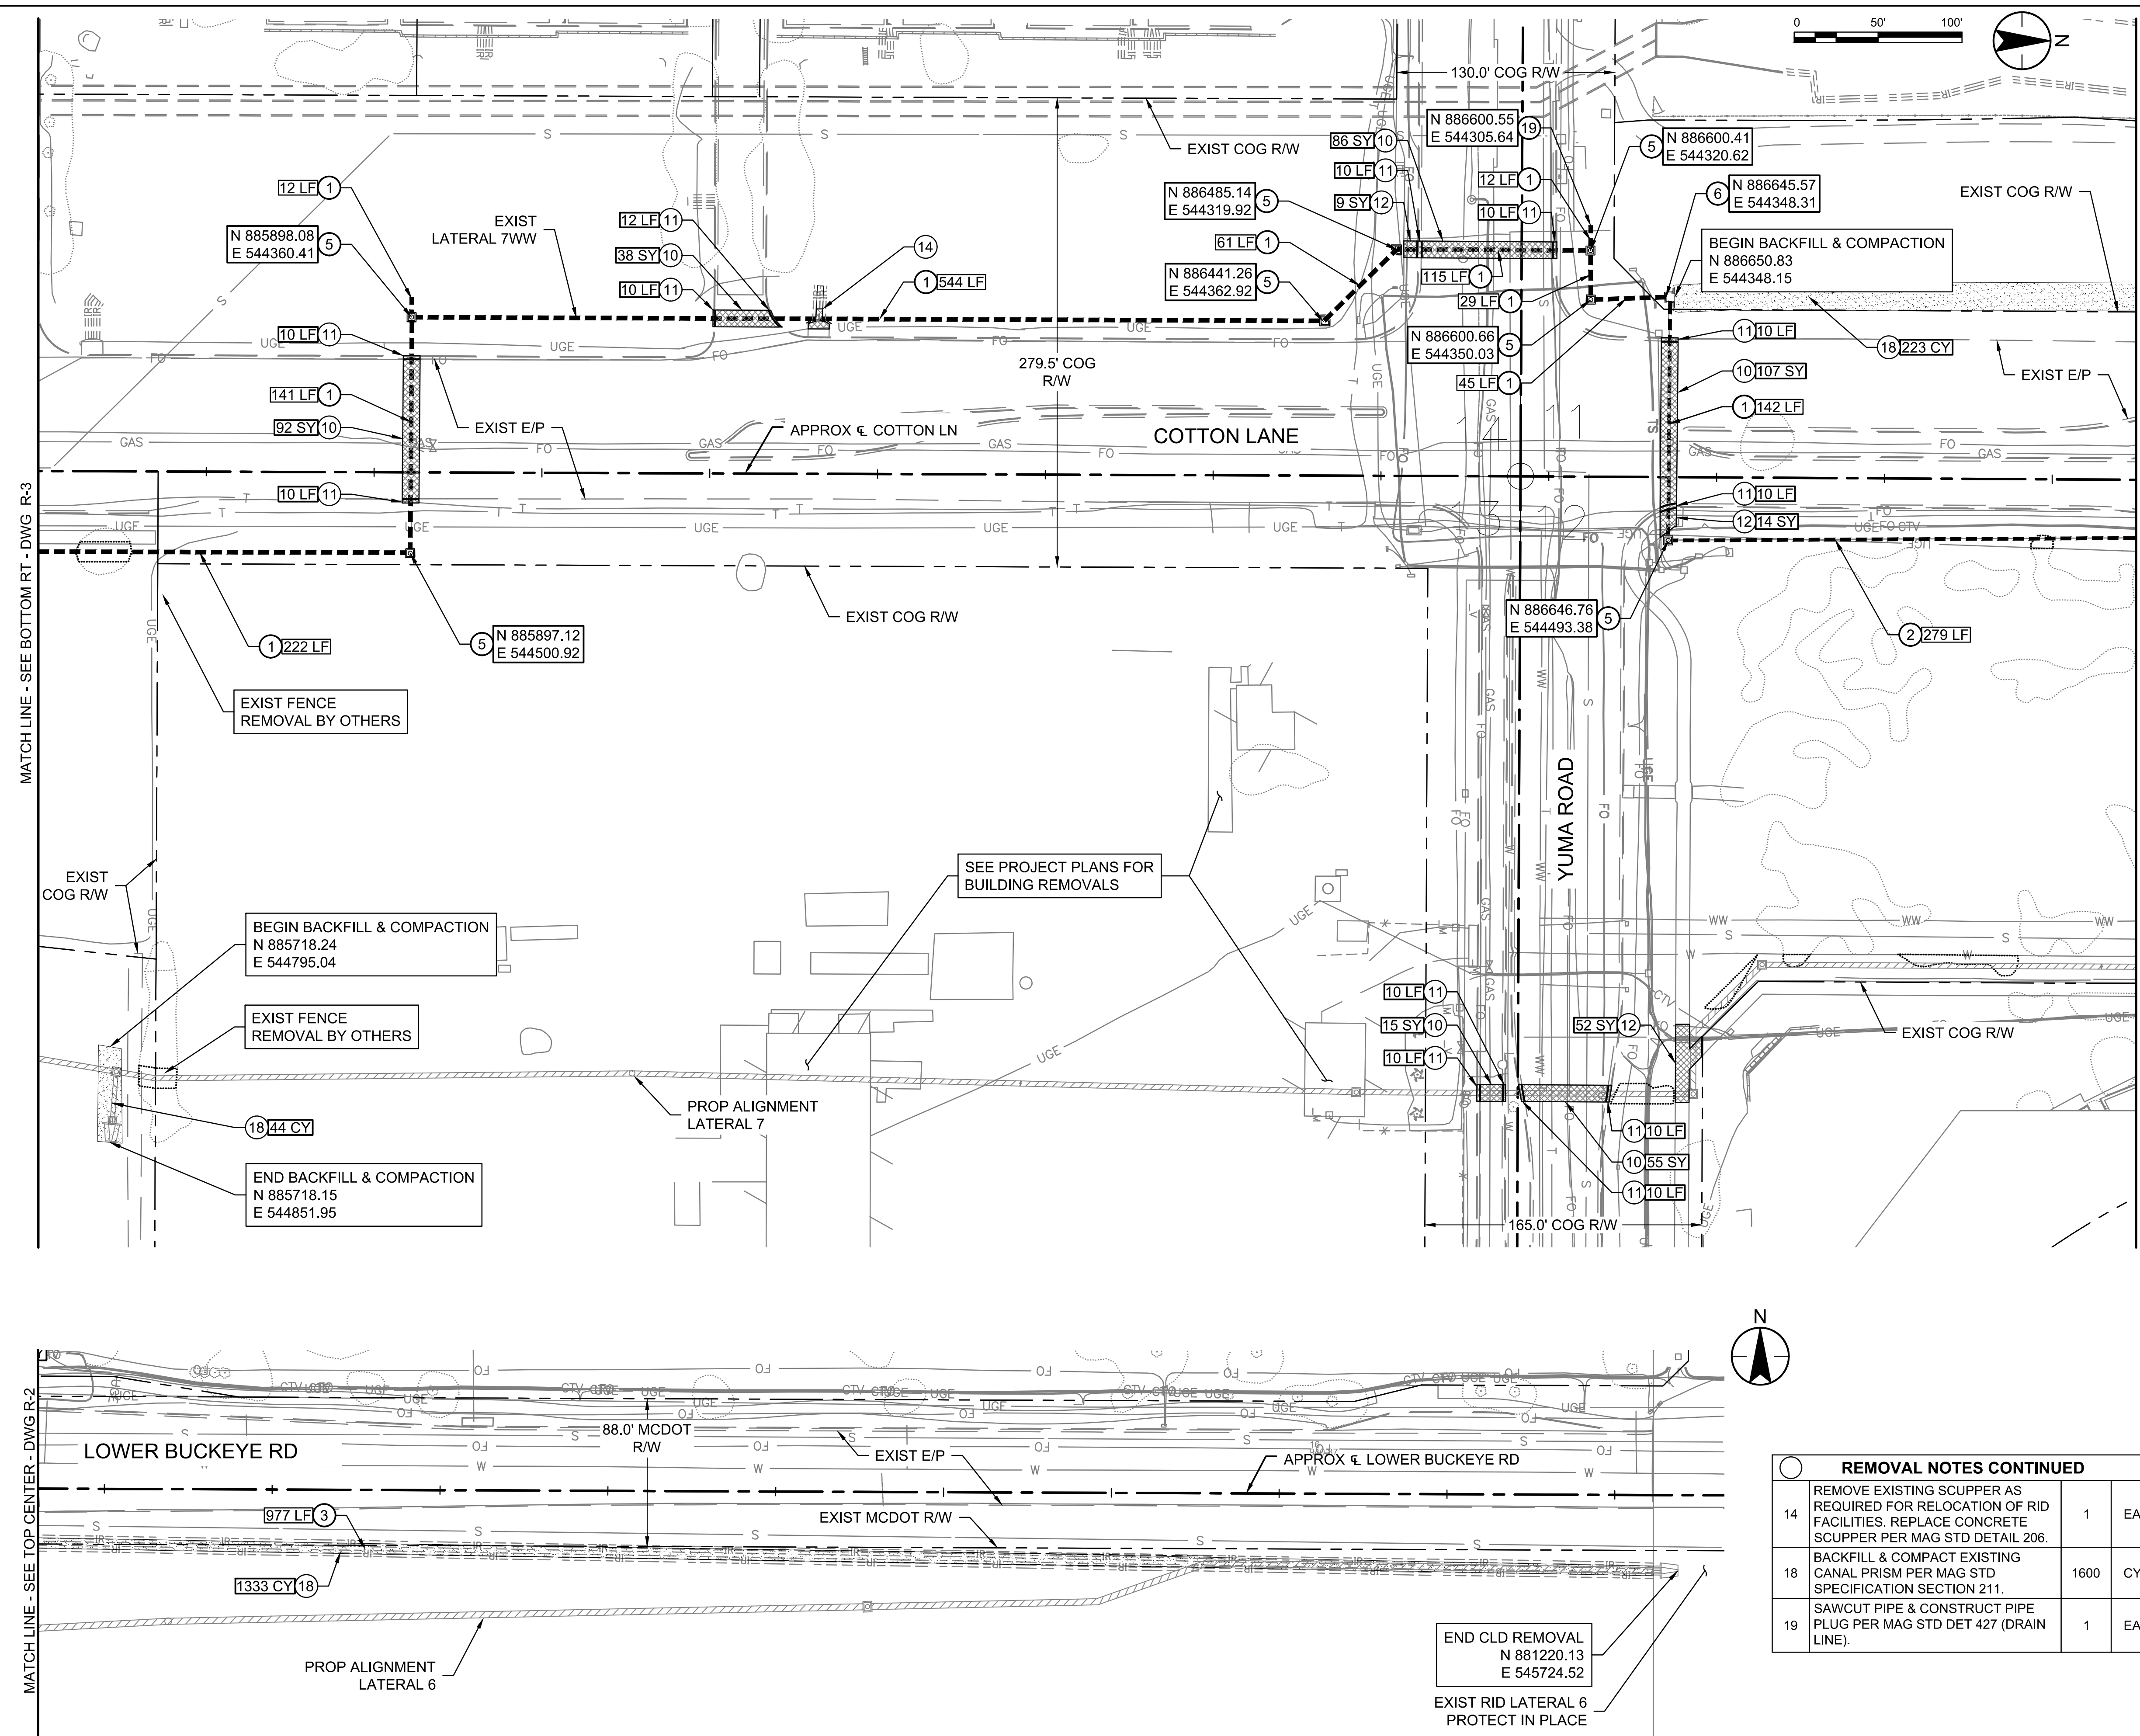 0 50' 100'
N
130.0' COG R/W
EXIST COG R/W
N 886600.55
E 544305.64
19
5
N 886600.41
E 544320.62
86 SY 10
10 LF 11
9 SY 12
12 LF 1
10 LF 11
6
N 886645.57
E 544348.31
EXIST COG R/W
12 LF 1
N 885898.08
E 544360.41
5
EXIST
LATERAL 7WW
12 LF 11
38 SY 10
10 LF 11
14
1 544 LF
N 886485.14
E 544319.92
5
61 LF 1
N 886441.26
E 544362.92
5
115 LF 1
29 LF 1
N 886600.66
E 544350.03
5
45 LF 1
BEGIN BACKFILL & COMPACTION
N 886650.83
E 544348.15
11 10 LF
18 223 CY
10 107 SY
EXIST E/P
1 142 LF
10 LF 11
141 LF 1
92 SY 10
EXIST E/P
279.5' COG
R/W
APPROX ℄ COTTON LN
COTTON LANE
14 11
13 12
10 LF 11
11 10 LF
12 14 SY
MATCH LINE - SEE BOTTOM RT - DWG R-3
1 222 LF
5
N 885897.12
E 544500.92
EXIST COG R/W
N 886646.76
E 544493.38
5
2 279 LF
EXIST FENCE
REMOVAL BY OTHERS
YUMA ROAD
EXIST
COG R/W
SEE PROJECT PLANS FOR
BUILDING REMOVALS
BEGIN BACKFILL & COMPACTION
N 885718.24
E 544795.04
EXIST FENCE
REMOVAL BY OTHERS
10 LF 11
15 SY 10
10 LF 11
52 SY 12
EXIST COG R/W
PROP ALIGNMENT
LATERAL 7
18 44 CY
11 10 LF
10 55 SY
11 10 LF
END BACKFILL & COMPACTION
N 885718.15
E 544851.95
165.0' COG R/W
N
MATCH LINE - SEE TOP CENTER - DWG R-2
LOWER BUCKEYE RD
88.0' MCDOT
R/W
EXIST E/P
APPROX ℄ LOWER BUCKEYE RD
977 LF 3
EXIST MCDOT R/W
1333 CY 18
PROP ALIGNMENT
LATERAL 6
END CLD REMOVAL
N 881220.13
E 545724.52
EXIST RID LATERAL 6
PROTECT IN PLACE
REMOVAL NOTES CONTINUED
14 REMOVE EXISTING SCUPPER AS
REQUIRED FOR RELOCATION OF RID
FACILITIES. REPLACE CONCRETE
SCUPPER PER MAG STD DETAIL 206.
1 EA
18 BACKFILL & COMPACT EXISTING
CANAL PRISM PER MAG STD
SPECIFICATION SECTION 211.
1600 CY
19 SAWCUT PIPE & CONSTRUCT PIPE
PLUG PER MAG STD DET 427 (DRAIN
LINE).
1 EA